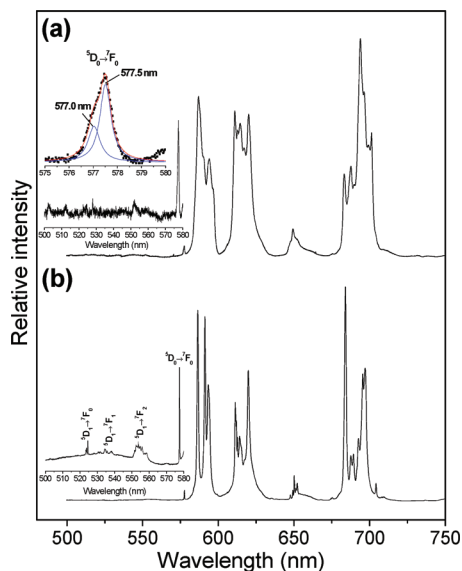 (a)
⁵D₀→⁷F₀
577.5 nm
577.0 nm
575 576 577 578 579 580
Wavelength (nm)
500 510 520 530 540 550 560 570 580
Wavelength (nm)
(b)
⁵D₁→⁷F₀
⁵D₁→⁷F₁
⁵D₁→⁷F₂
⁵D₀→⁷F₀
500 510 520 530 540 550 560 570 580
Wavelength (nm)
Relative intensity
500 550 600 650 700 750
Wavelength (nm)